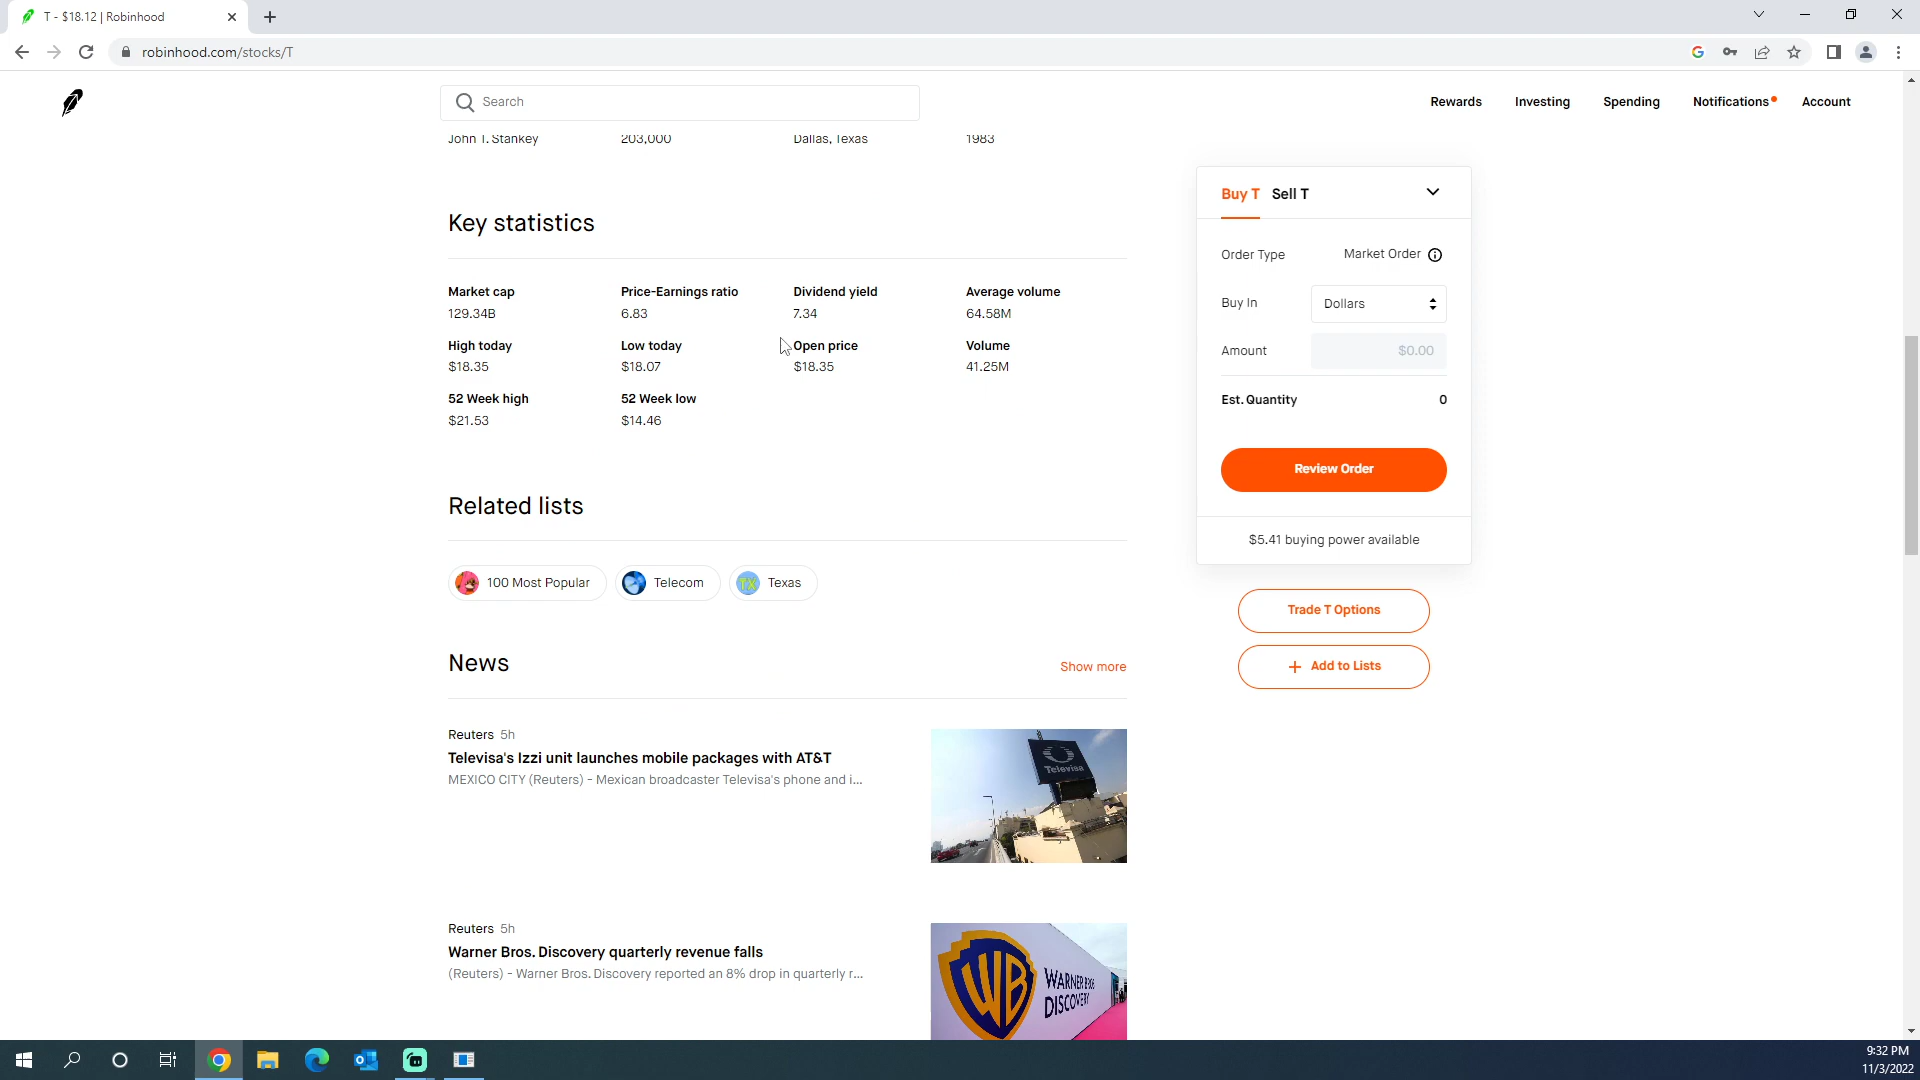 T - $18.12 | Robinhood
robinhood.com/stocks/T
Search
Rewards
Investing
Spending
Notifications
Account
John T. Stankey
203,000
Dallas, Texas
1983
Key statistics
Market cap
Price-Earnings ratio
Dividend yield
Average volume
129.34B
6.83
7.34
64.58M
High today
Low today
Open price
Volume
$18.35
$18.07
$18.35
41.25M
52 Week high
52 Week low
$21.53
$14.46
Related lists
100 Most Popular
TX
Telecom
Texas
News
Show more
Reuters 5h
Televisa's Izzi unit launches mobile packages with AT&T
MEXICO CITY (Reuters) - Mexican broadcaster Televisa's phone and i...
Televisa
Reuters 5h
Warner Bros. Discovery quarterly revenue falls
(Reuters) - Warner Bros. Discovery reported an 8% drop in quarterly r...
WB
WARNER BROS
DISCOVERY
Buy T
Sell T
Order Type
Market Order
Buy In
Dollars
Amount
$0.00
Est. Quantity
0
Review Order
$5.41 buying power available
Trade T Options
Add to Lists
9:32 PM
11/3/2022